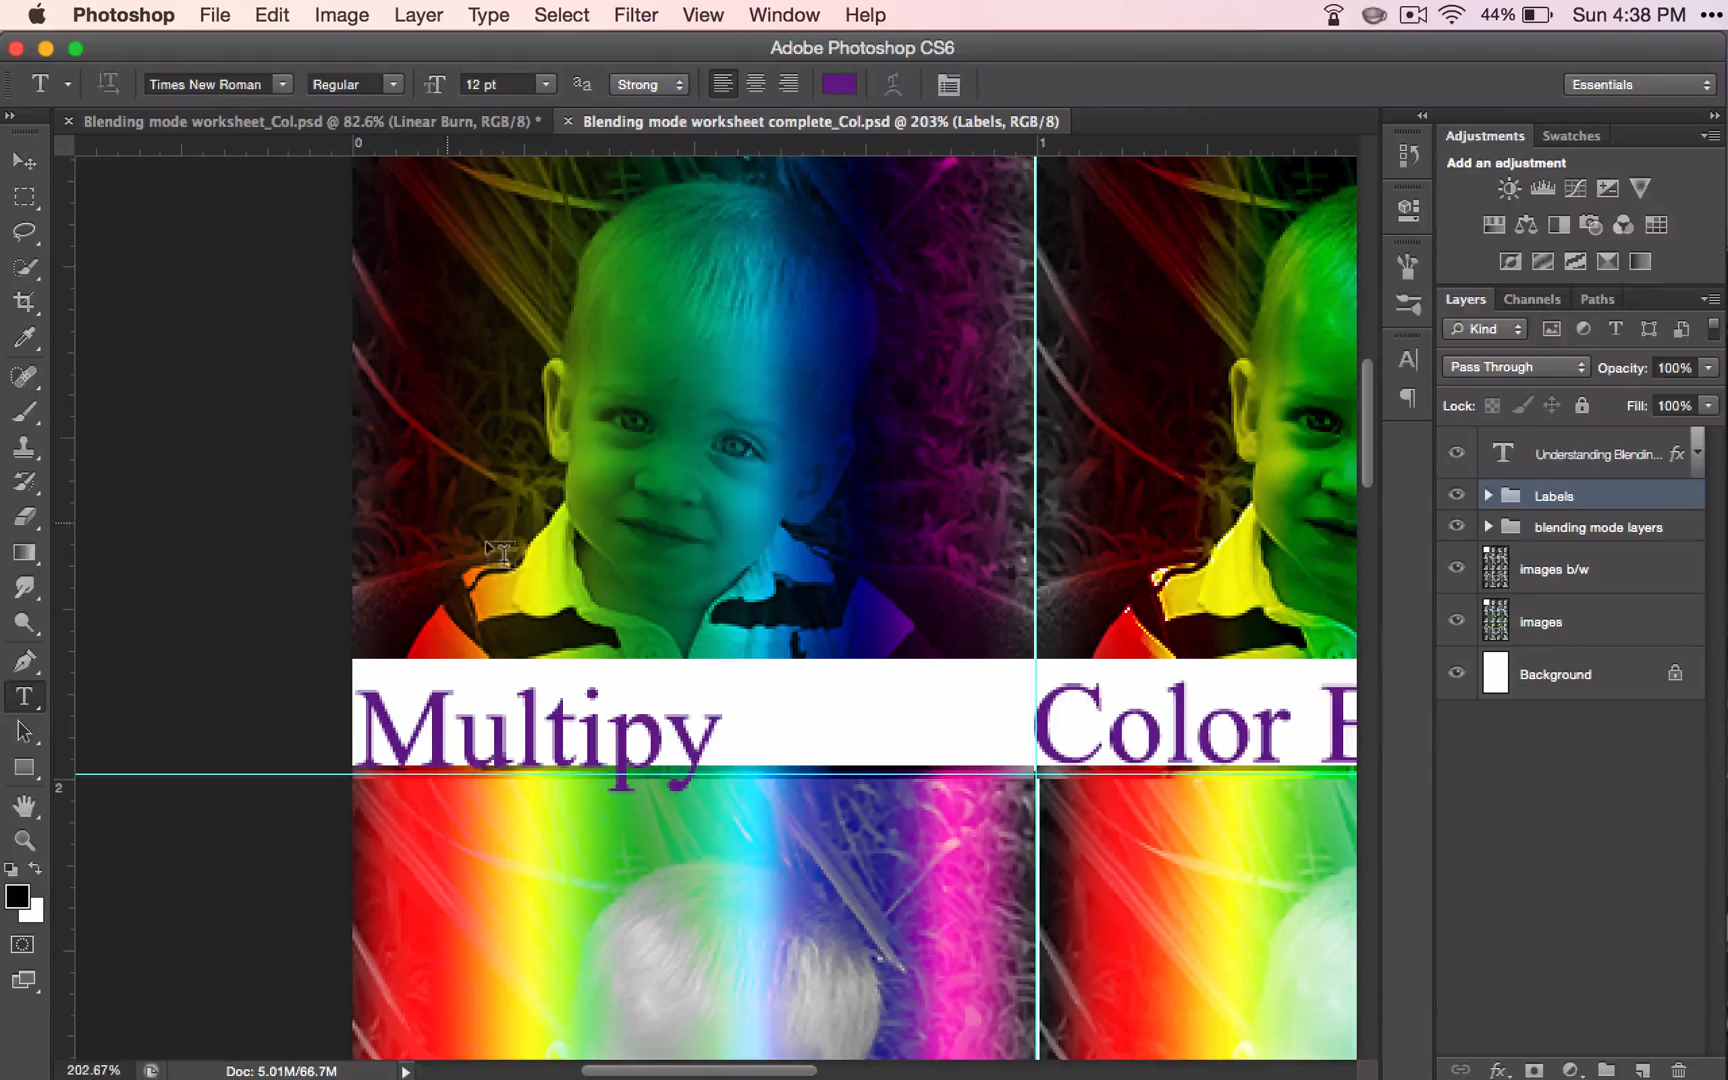 Photoshop File Edit Image Layer Type Select Filter View Window Help 44% Sun 4:38 PM
Adobe Photoshop CS6
T Times New Roman Regular 12 pt Strong Essentials
Blending mode worksheet_Col.psd @ 82.6% (Linear Burn, RGB/8) * Blending mode worksheet complete_Col.psd @ 203% (Labels, RGB/8)
0 1
Adjustments Swatches
Add an adjustment
Layers Channels Paths
Kind
Pass Through Opacity: 100%
Lock: Fill: 100%
T Understanding Blendin... fx
Labels
blending mode layers
images b/w
images
Background
Multipy Color
2
202.67% Doc: 5.01M/66.7M